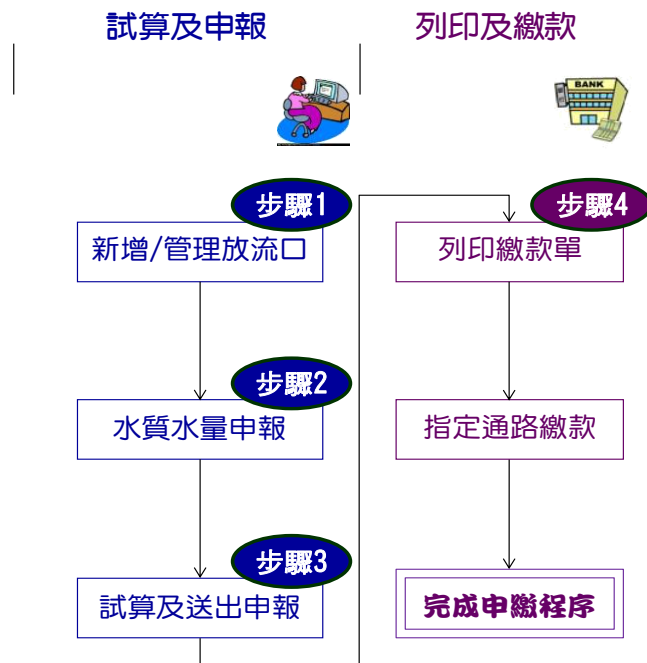 試算及申報
列印及繳款
BANK
步驟1
新增/管理放流口
步驟2
水質水量申報
步驟3
試算及送出申報
步驟4
列印繳款單
指定通路繳款
完成申繳程序